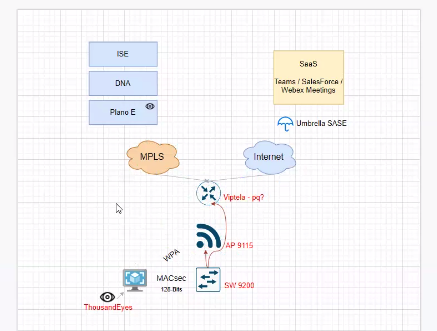 ISE
SaaS
Teams / SalesForce /
Webex Meetings
DNA
Plano E
Umbrella SASE
MPLS
Internet
Viptela - pq?
AP 9115
WPA
MACsec
128-Bits
SW 9200
ThousandEyes